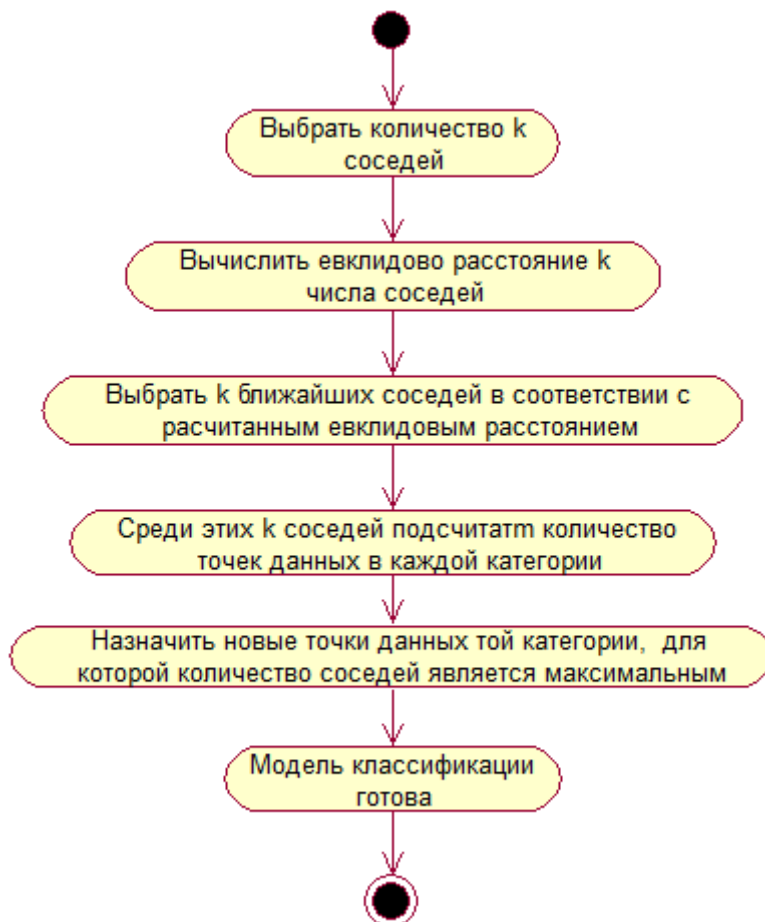 Выбрать количество k
соседей
Вычислить евклидово расстояние k
числа соседей
Выбрать k ближайших соседей в соответствии с
расчитанным евклидовым расстоянием
Среди этих k соседей подсчитатm количество
точек данных в каждой категории
Назначить новые точки данных той категории,  для
которой количество соседей является максимальным
Модель классификации
готова